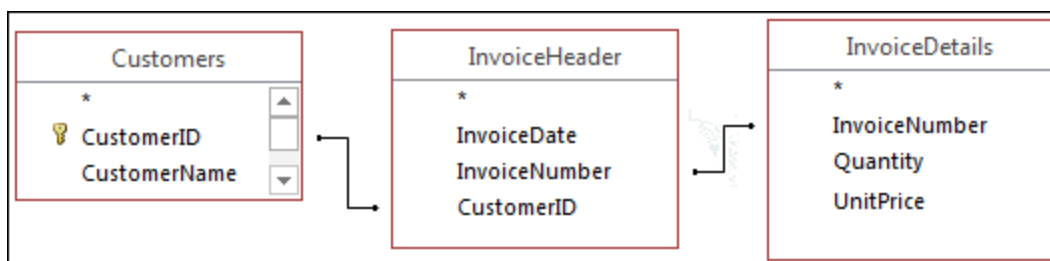 Customers
*
CustomerID
CustomerName
InvoiceHeader
*
InvoiceDate
InvoiceNumber
CustomerID
InvoiceDetails
*
InvoiceNumber
Quantity
UnitPrice